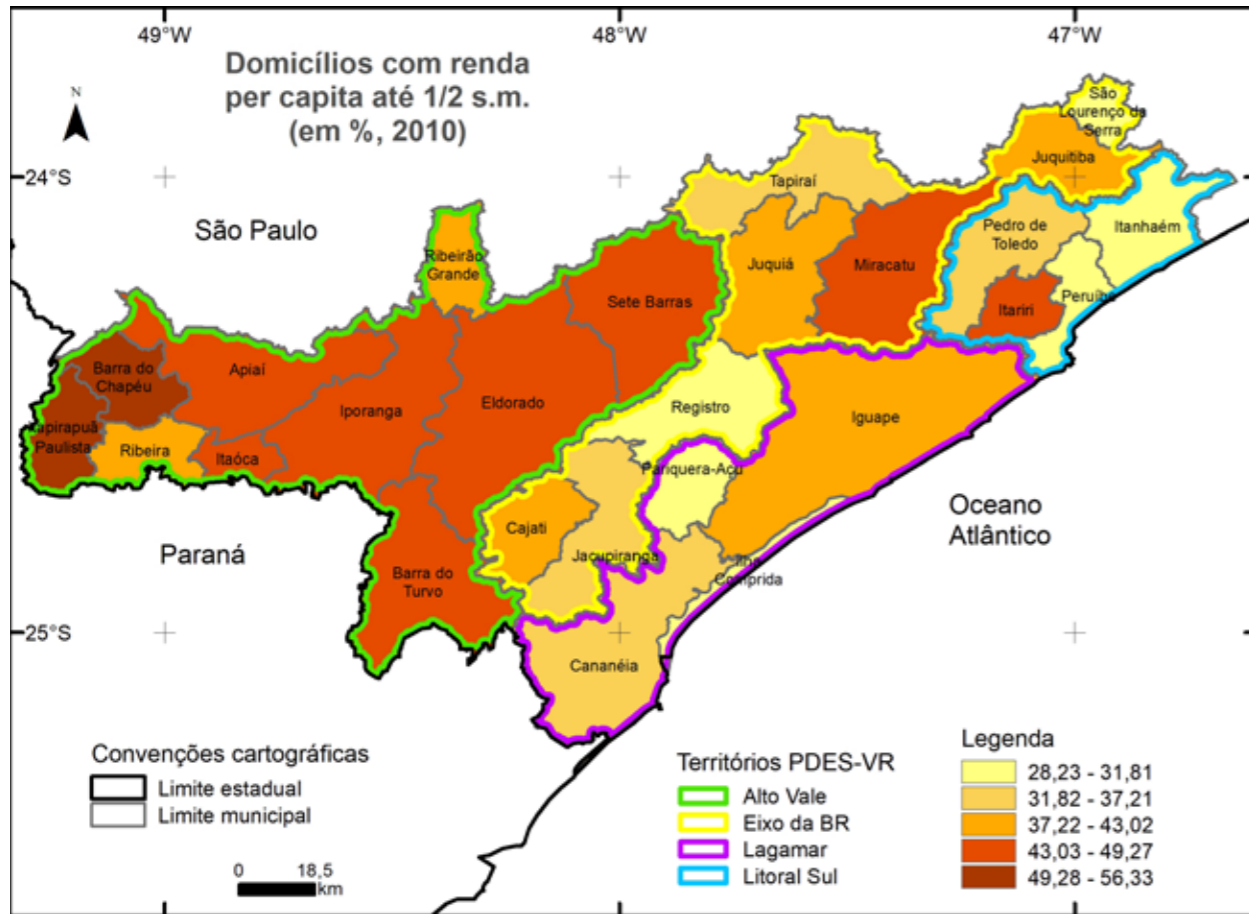 49°W
48°W
47°W
Domicílios com renda
per capita até 1/2 s.m.
(em %, 2010)
N
24°S
24°S
25°S
25°S
São Paulo
Paraná
Oceano
Atlântico
São
Lourenço da
Serra
Juquitiba
Tapiraí
Itanhaém
Pedro de
Toledo
Peruíbe
Itariri
Miracatu
Juquiá
Ribeirão
Grande
Sete Barras
Apiaí
Barra do
Chapéu
Itapirapuã
Paulista
Ribeira
Itaóca
Iporanga
Eldorado
Registro
Iguape
Pariquera-Açu
Cajati
Jacupiranga
Barra do
Turvo
Ilha
Comprida
Cananéia
Convenções cartográficas
Limite estadual
Limite municipal
0 18,5
km
Territórios PDES-VR
Alto Vale
Eixo da BR
Lagamar
Litoral Sul
Legenda
28,23 - 31,81
31,82 - 37,21
37,22 - 43,02
43,03 - 49,27
49,28 - 56,33